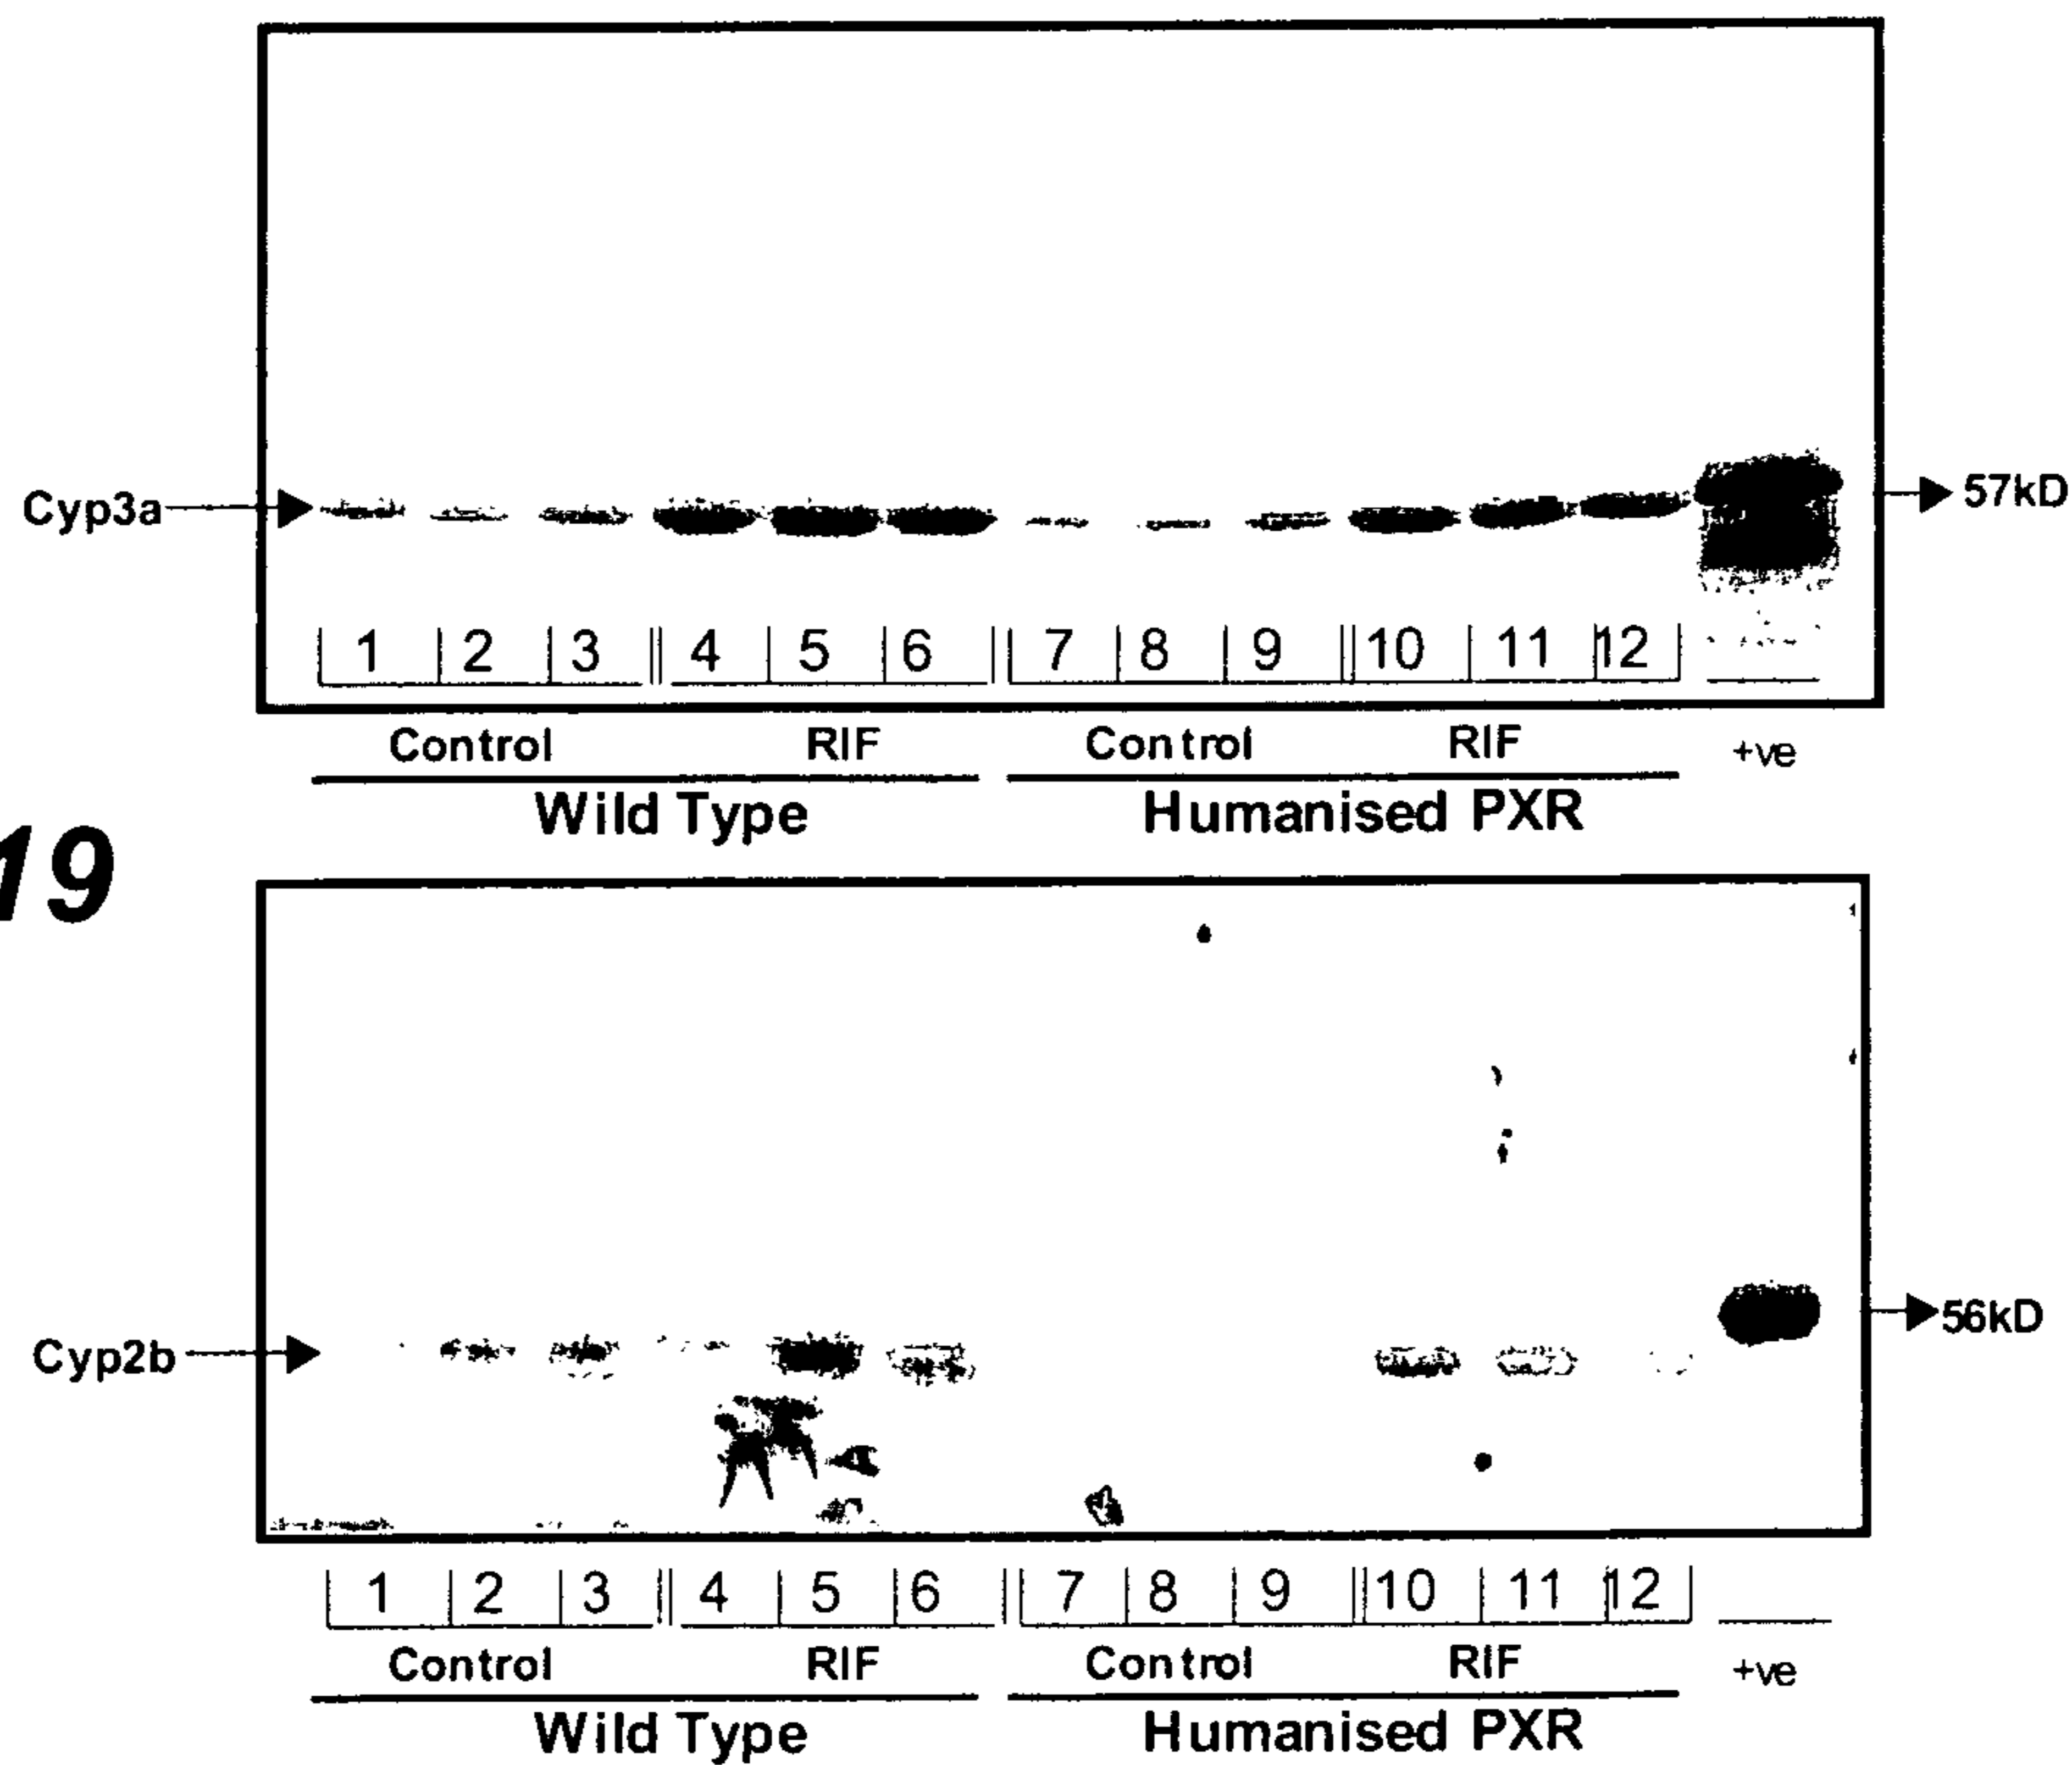 Cyp3a
57kD
1 2 3 4 5 6 7 8 9 10 11 12
Control RIF Control RIF +ve
Wild Type Humanised PXR
19
Cyp2b
56kD
1 2 3 4 5 6 7 8 9 10 11 12
Control RIF Control RIF +ve
Wild Type Humanised PXR